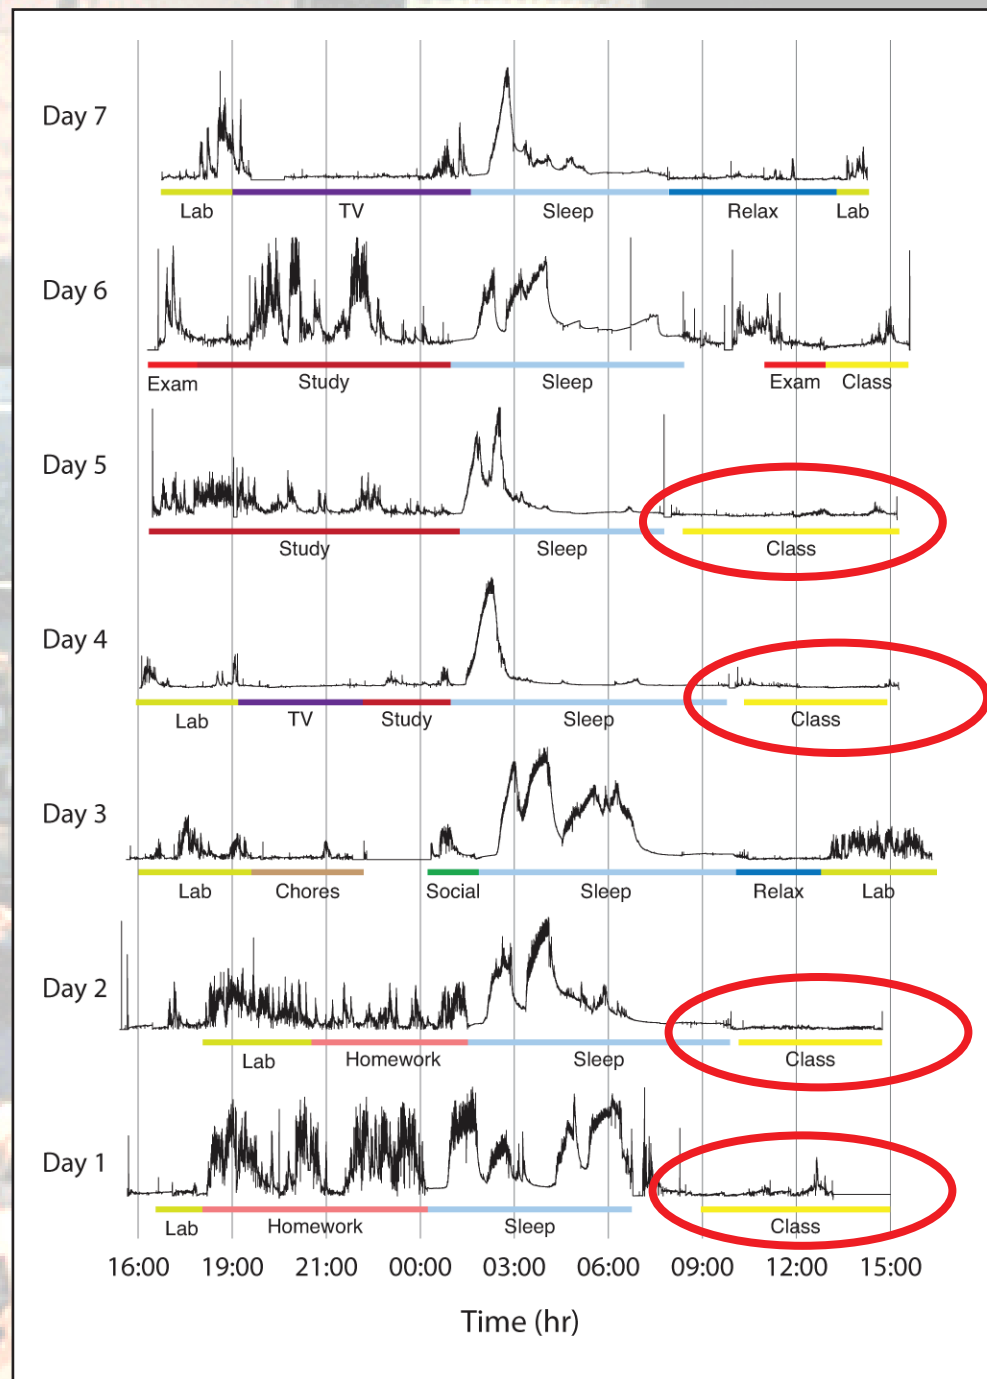 Day 7
Lab TV Sleep Relax Lab
Day 6
Exam Study Sleep Exam Class
Day 5
Study Sleep Class
Day 4
Lab TV Study Sleep Class
Day 3
Lab Chores Social Sleep Relax Lab
Day 2
Lab Homework Sleep Class
Day 1
Lab Homework Sleep Class
16:00 19:00 21:00 00:00 03:00 06:00 09:00 12:00 15:00
Time (hr)